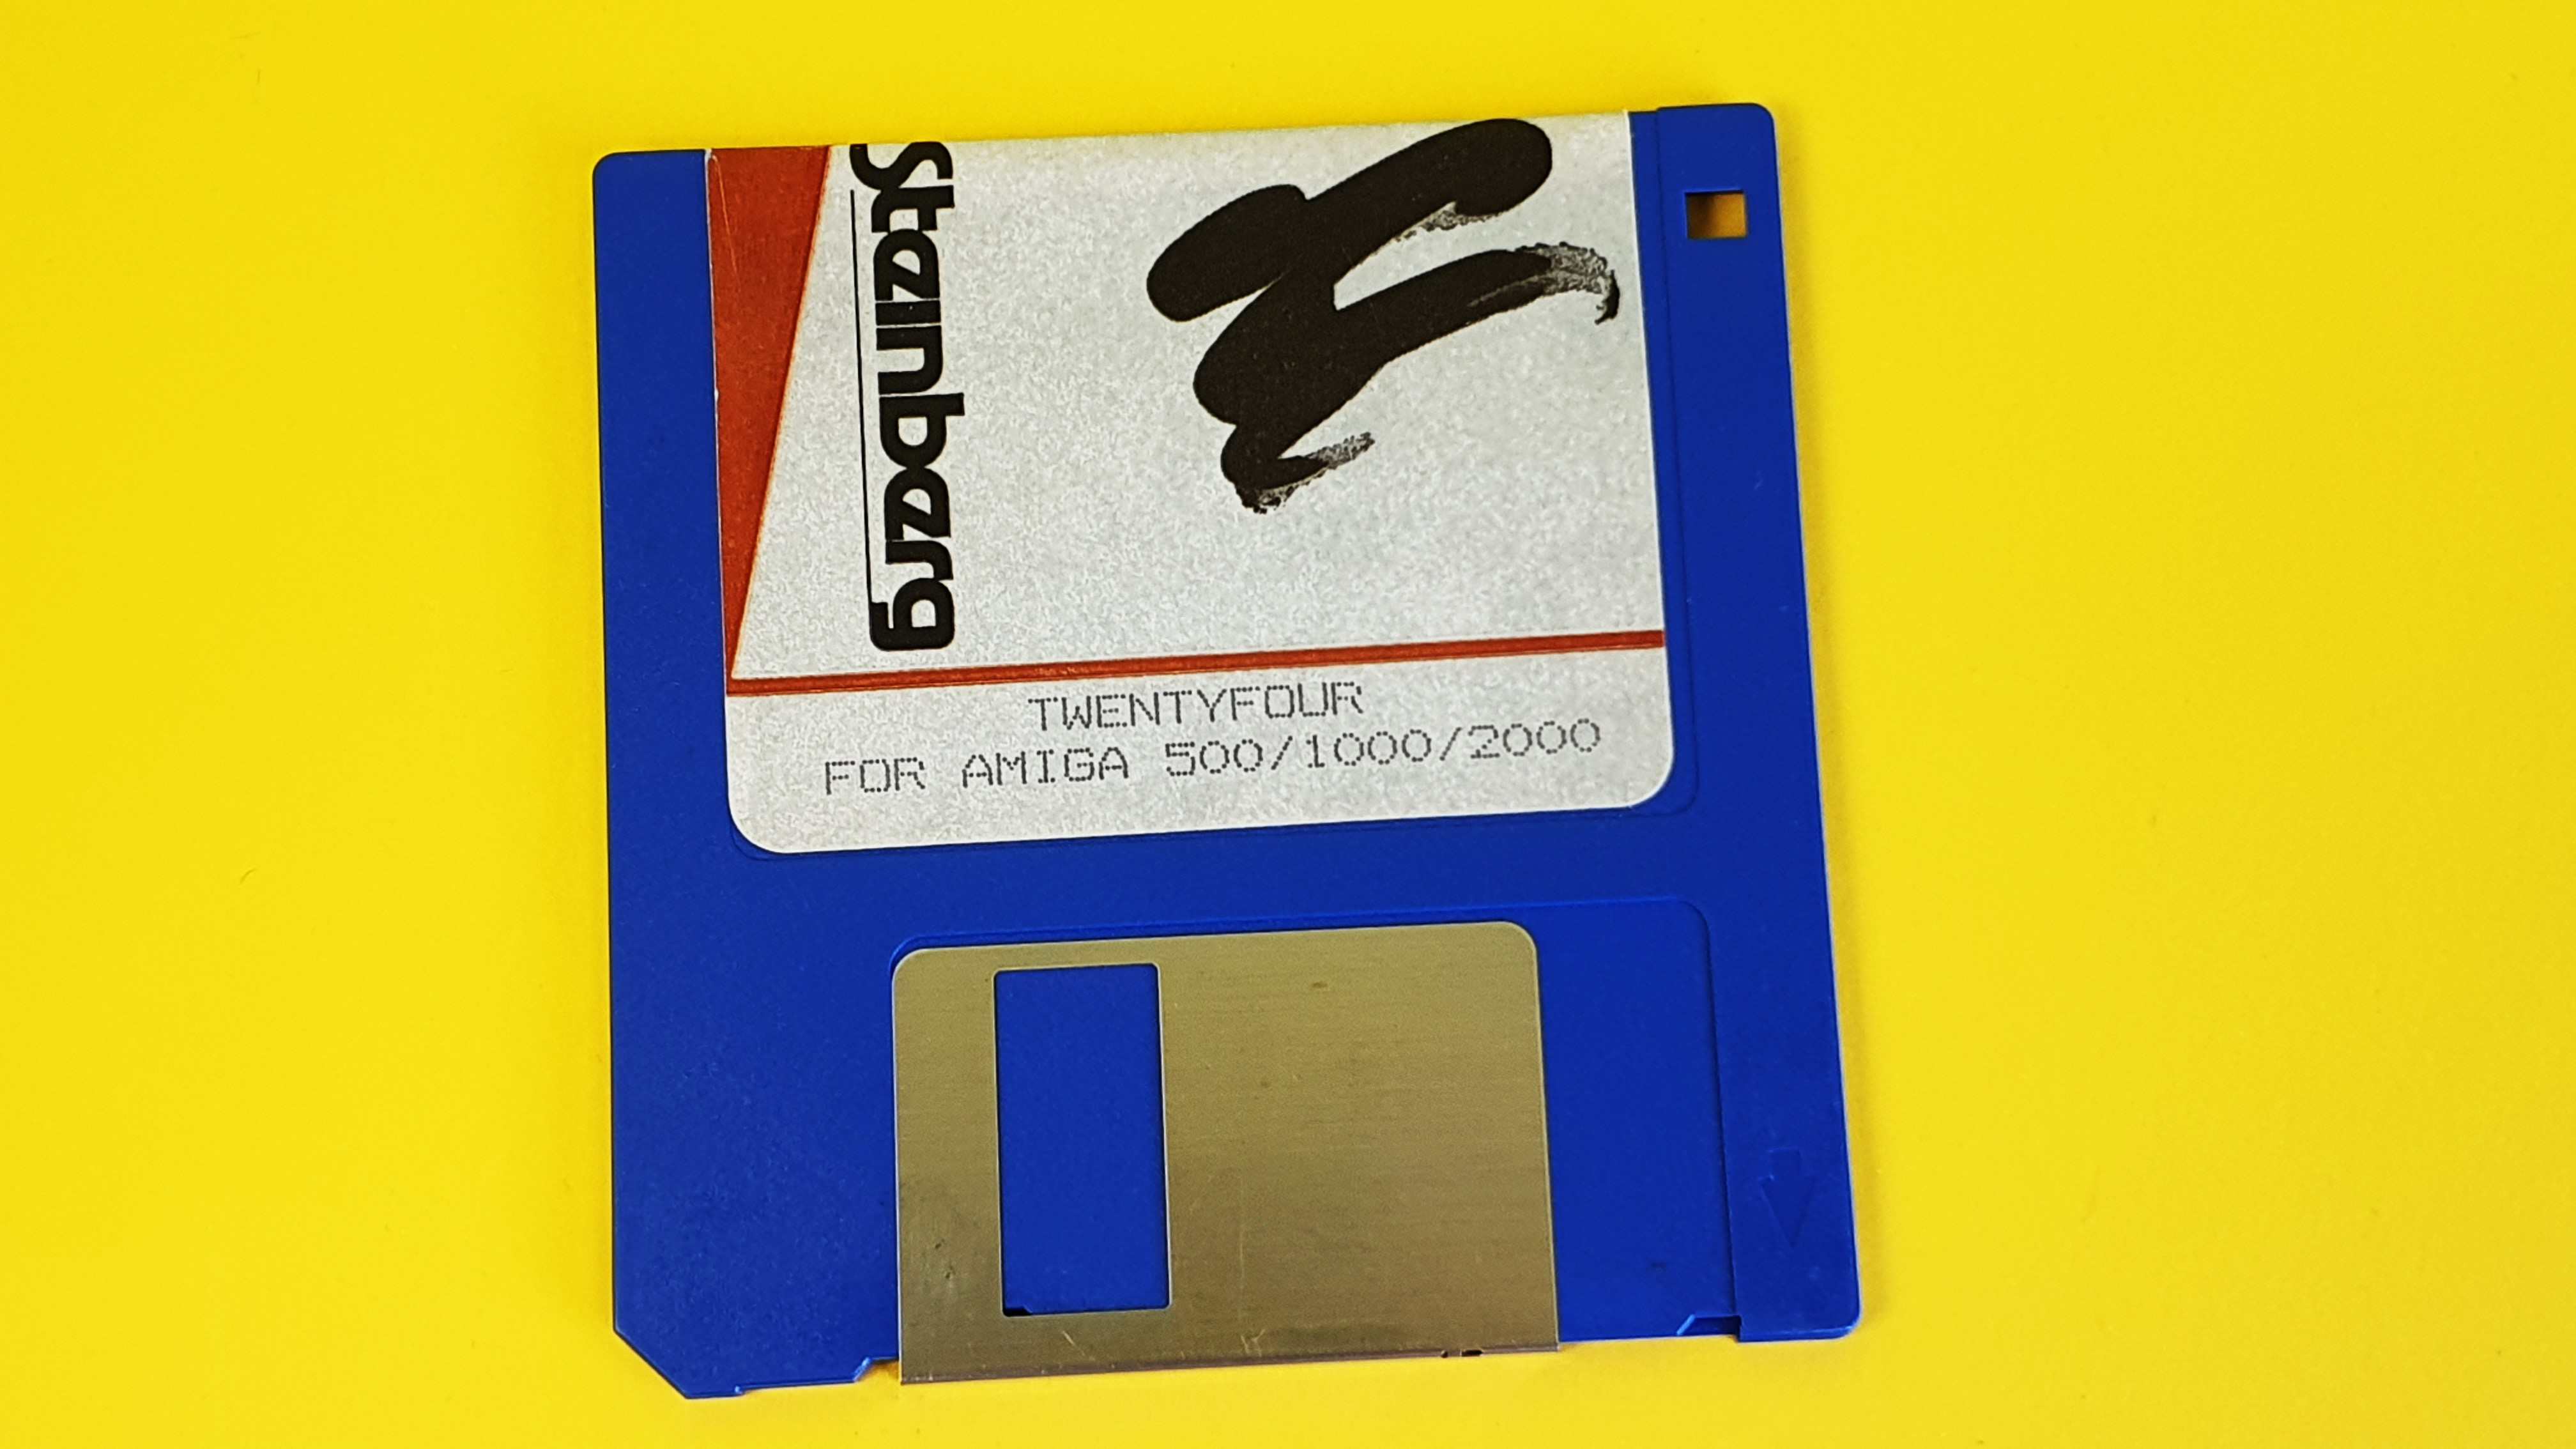 Steinberg
TWENTYFOUR
FOR AMIGA 500/1000/2000